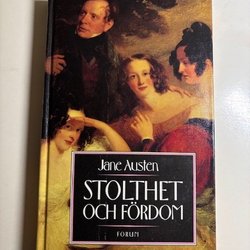 Jane Austen
STOLTHET
OCH FÖRDOM
FORUM